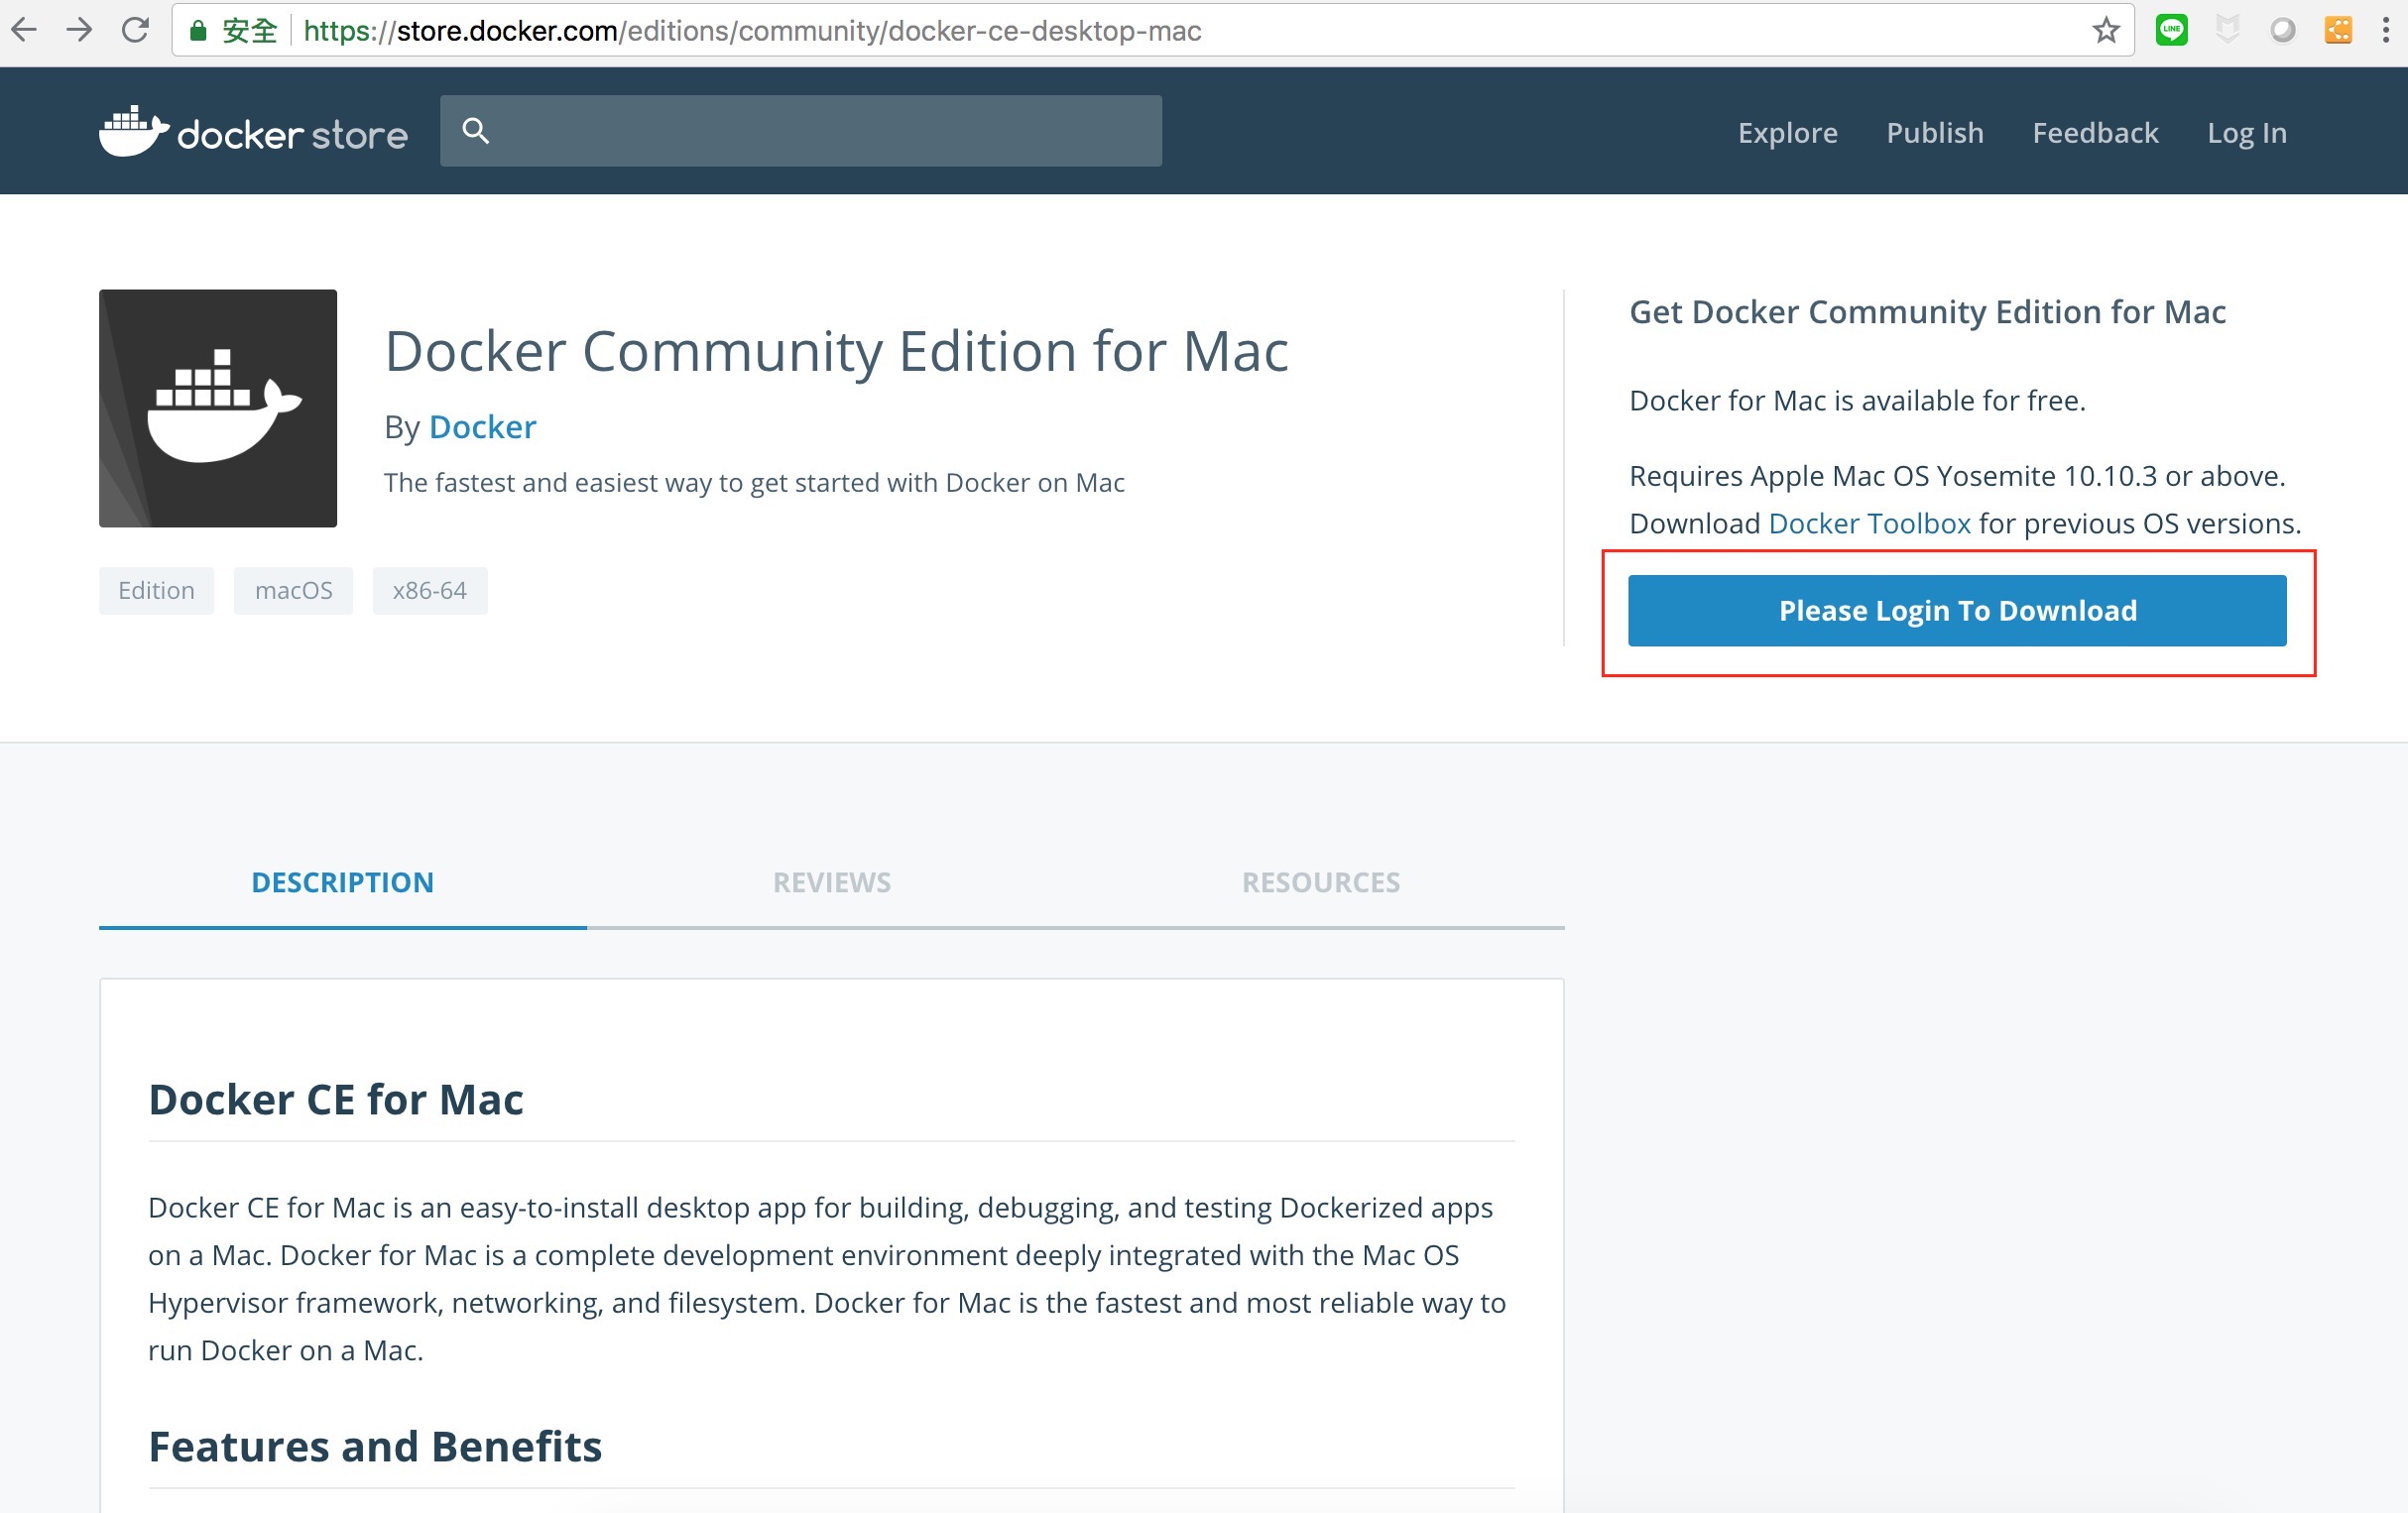 安全 https://store.docker.com/editions/community/docker-ce-desktop-mac
LINE
docker store
Explore Publish Feedback Log In
Docker Community Edition for Mac
By Docker
The fastest and easiest way to get started with Docker on Mac
Edition macOS x86-64
Get Docker Community Edition for Mac
Docker for Mac is available for free.
Requires Apple Mac OS Yosemite 10.10.3 or above.
Download Docker Toolbox for previous OS versions.
Please Login To Download
DESCRIPTION REVIEWS RESOURCES
Docker CE for Mac
Docker CE for Mac is an easy-to-install desktop app for building, debugging, and testing Dockerized apps
on a Mac. Docker for Mac is a complete development environment deeply integrated with the Mac OS
Hypervisor framework, networking, and filesystem. Docker for Mac is the fastest and most reliable way to
run Docker on a Mac.
Features and Benefits